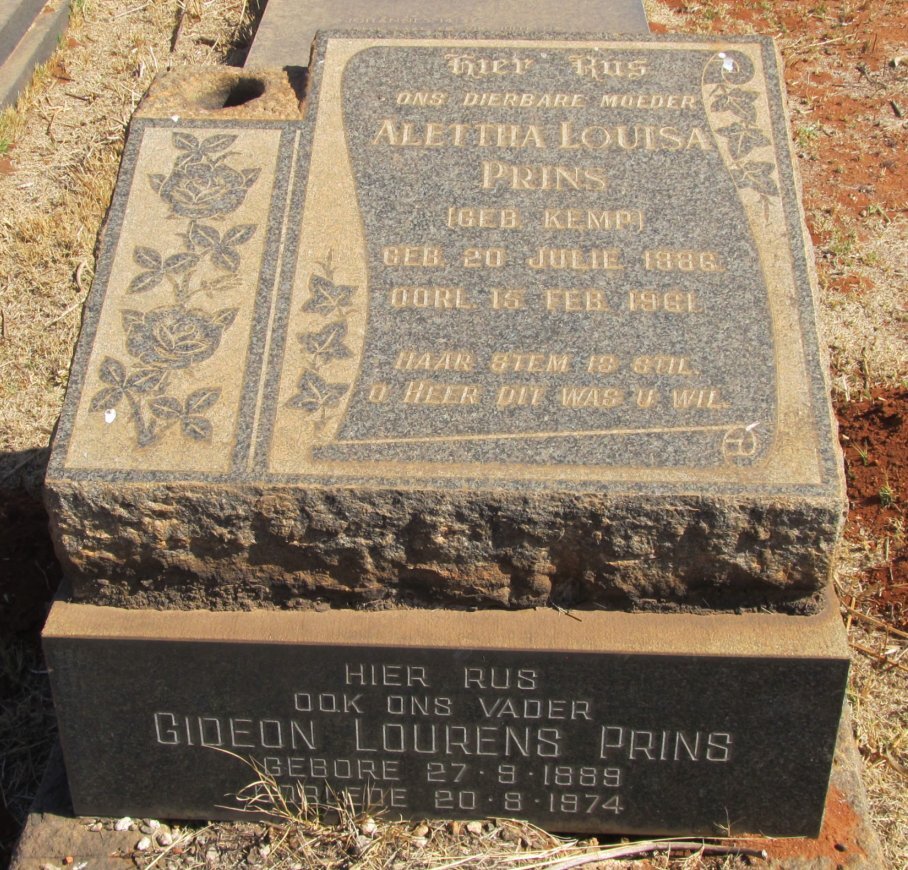 Hier Rus
ONS DIERBARE MOEDER
ALETTHA LOUISA
PRINS
(GEB. KEMP)
GEB. 20 JULIE 1886.
OORL. 15 FEB. 1961.
HAAR STEM IS STIL.
O HEER DIT WAS U WIL.
HIER RUS
OOK ONS VADER
GIDEON LOURENS PRINS
GEBORE 27·9·1889
OORLEDE 20·8·1974